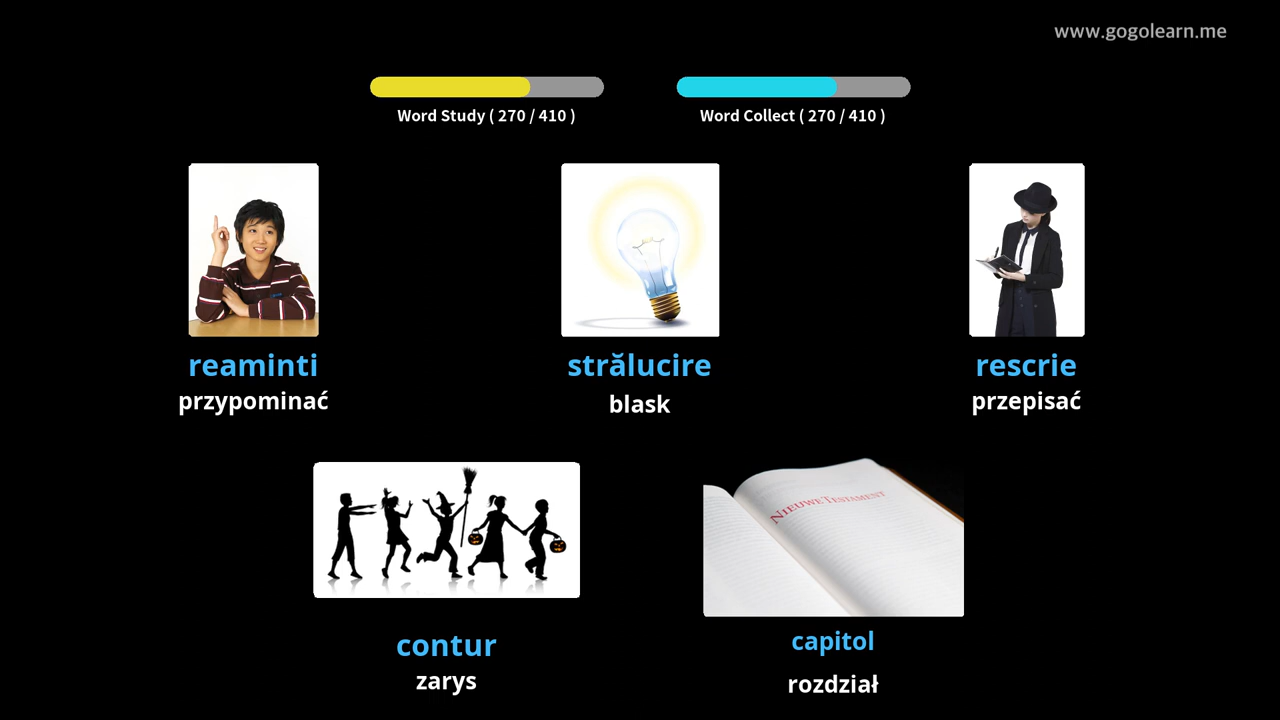 www.gogolearn.me
Word Study ( 270 / 410 )
Word Collect ( 270 / 410 )
reaminti
przypominać
strălucire
blask
rescrie
przepisać
contur
zarys
NIEUWE TESTAMENT
capitol
rozdział